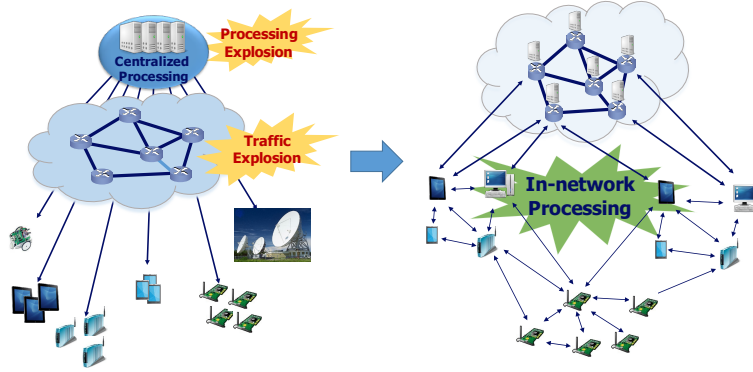 Processing
Explosion
Centralized
Processing
Traffic
Explosion
In-network
Processing